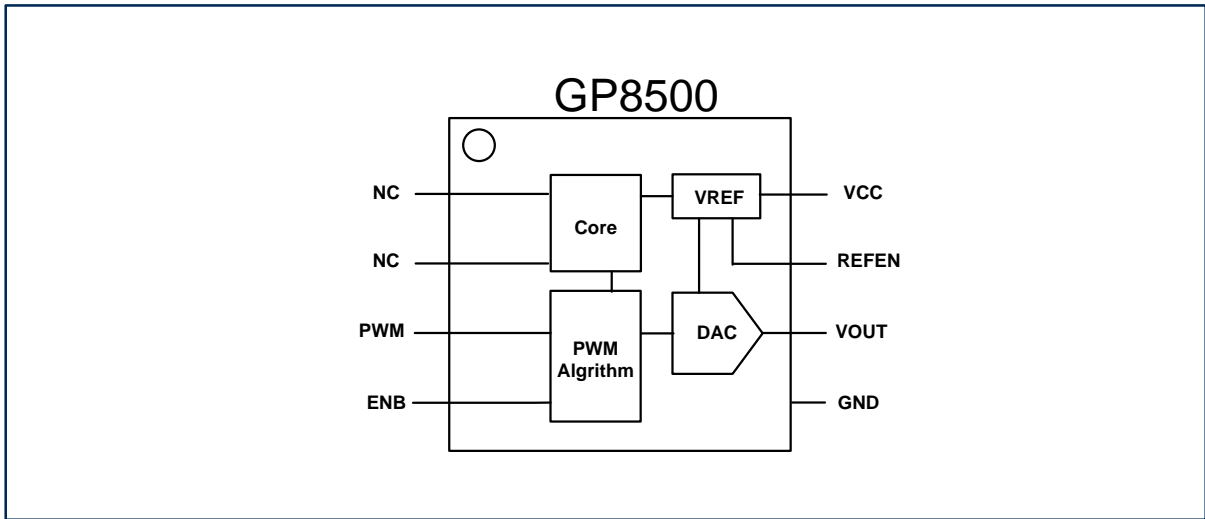 GP8500
NC
VREF
VCC
Core
NC
REFEN
PWM
DAC
VOUT
PWM
Algrithm
ENB
GND